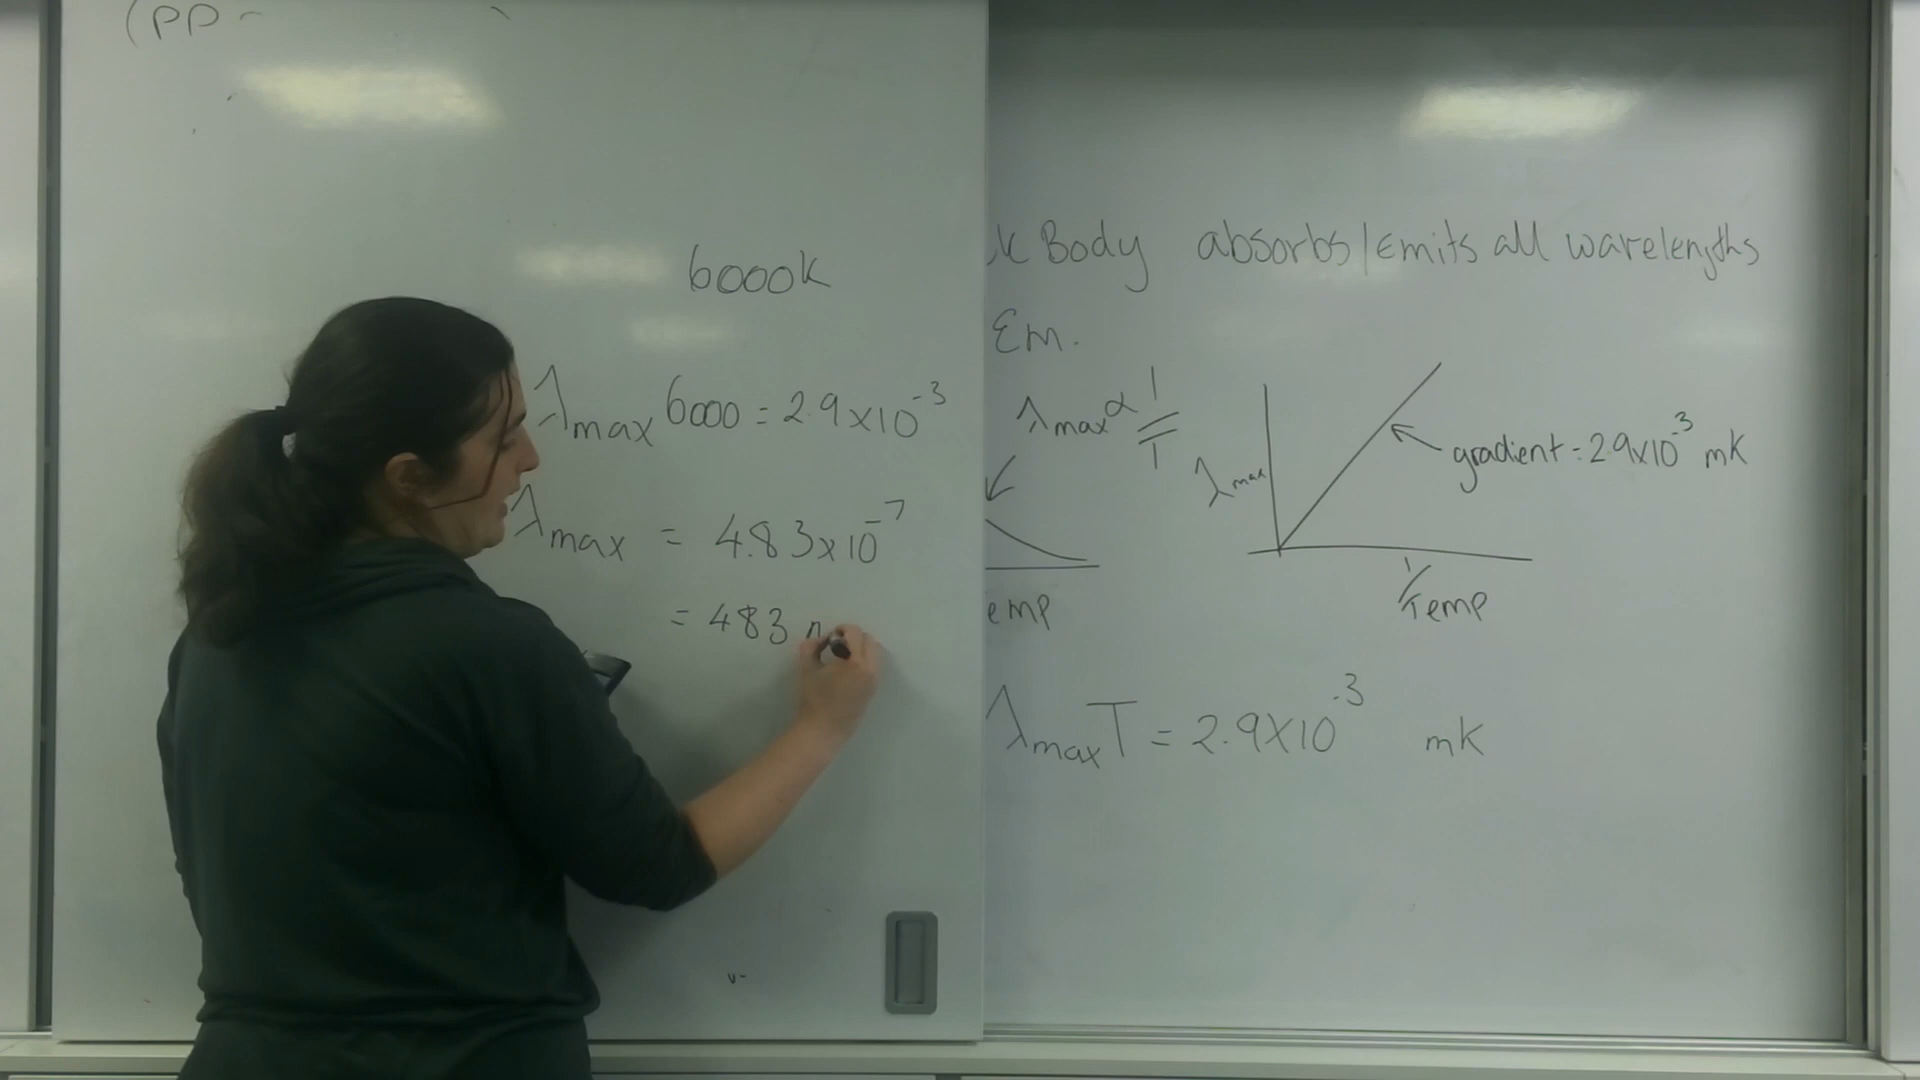 (PP
6000K
λmax 6000 = 2.9x10⁻³
λmax = 4.83x10⁻⁷
= 483 n
k Body absorbs/Emits all wavelengths
Em.
λmax ∝ 1/T
λmax
gradient = 2.9x10⁻³ mK
1/Temp
emp
λmaxT = 2.9x10⁻³ mK